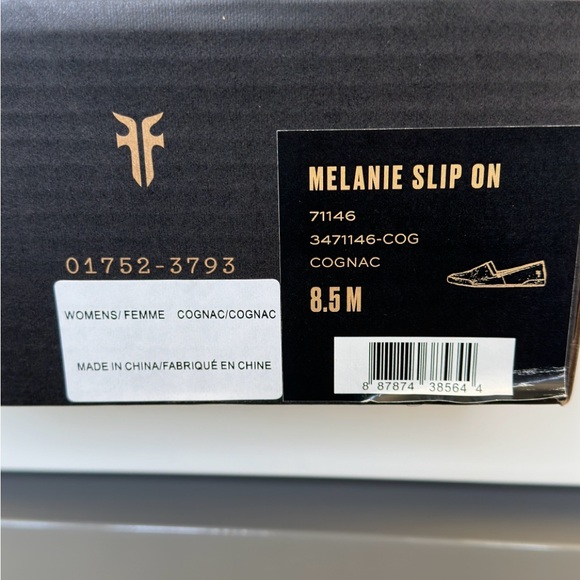 01752-3793
WOMENS/ FEMME COGNAC/COGNAC
MADE IN CHINA/FABRIQUÉ EN CHINE
MELANIE SLIP ON
71146
3471146-COG
COGNAC
8.5 M
8 87874 38564 4